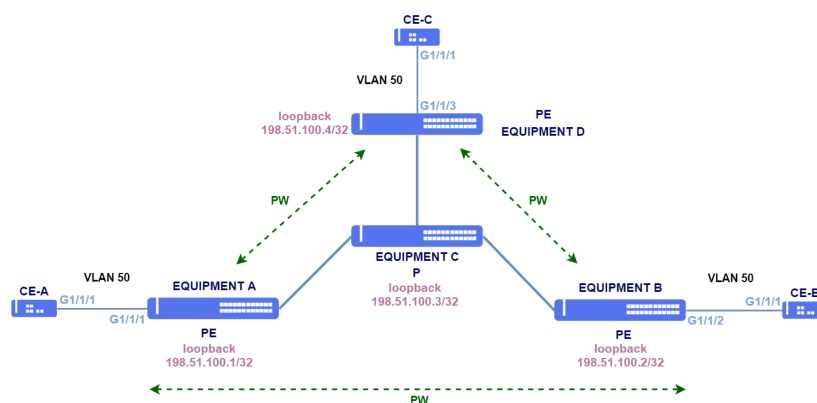 CE-C
G1/1/1
VLAN 50
G1/1/3
loopback
198.51.100.4/32
PE
EQUIPMENT D
PW
PW
EQUIPMENT C
P
loopback
198.51.100.3/32
VLAN 50
CE-A
G1/1/1
G1/1/1
EQUIPMENT A
PE
loopback
198.51.100.1/32
EQUIPMENT B
PE
loopback
198.51.100.2/32
VLAN 50
G1/1/2
G1/1/1
CE-B
PW